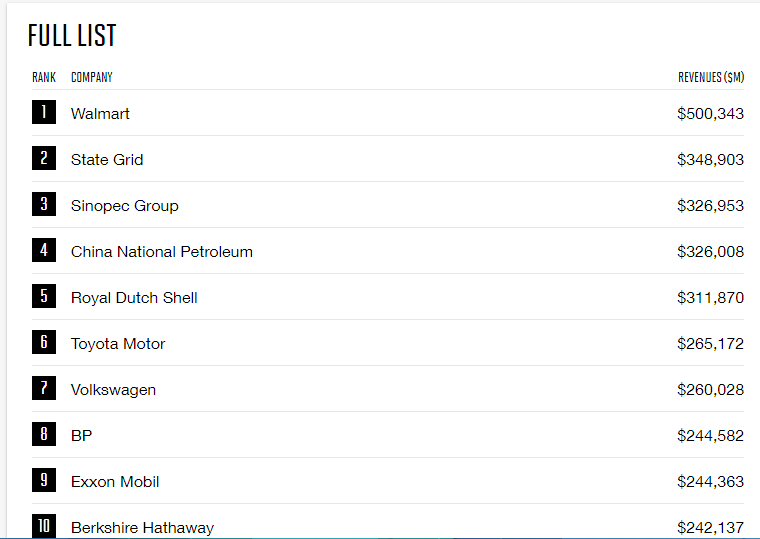 FULL LIST
RANK COMPANY REVENUES ($M)
1 Walmart $500,343
2 State Grid $348,903
3 Sinopec Group $326,953
4 China National Petroleum $326,008
5 Royal Dutch Shell $311,870
6 Toyota Motor $265,172
7 Volkswagen $260,028
8 BP $244,582
9 Exxon Mobil $244,363
10 Berkshire Hathaway $242,137